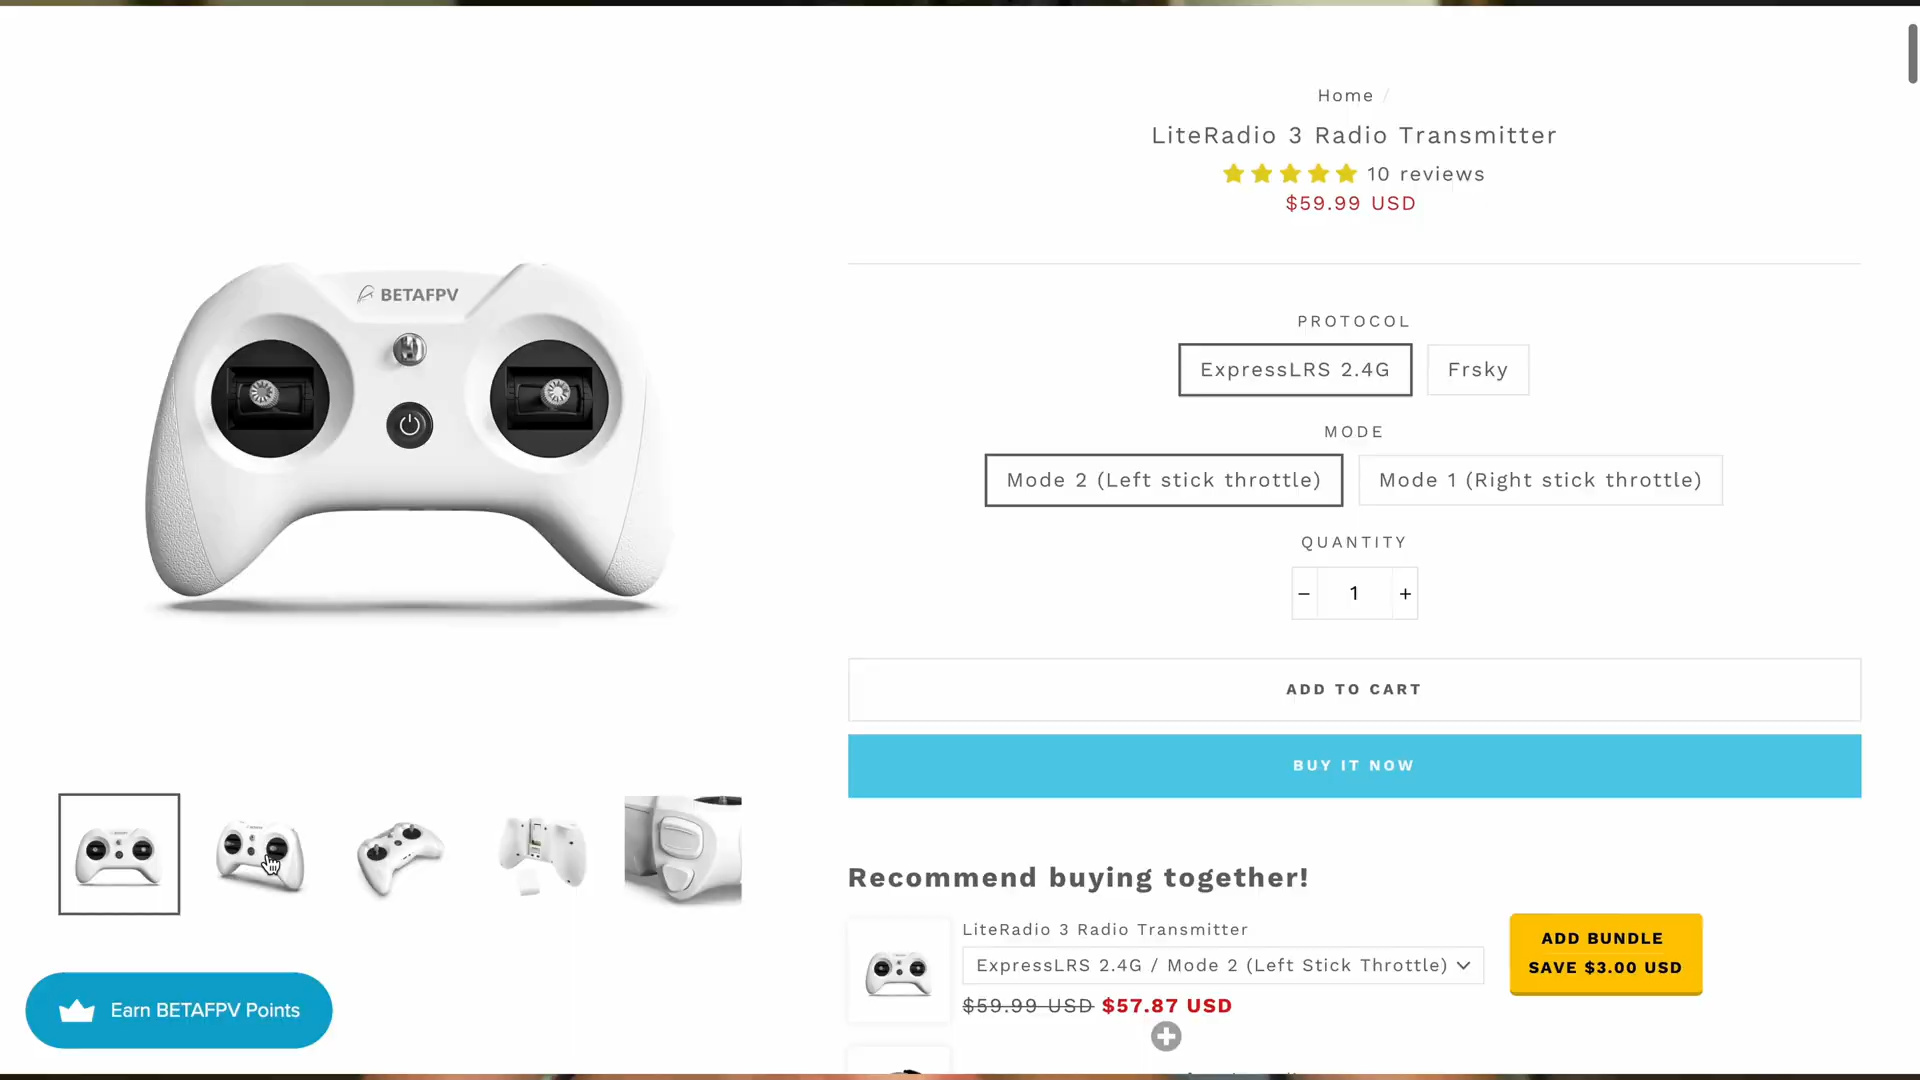 Home /
LiteRadio 3 Radio Transmitter
10 reviews
$59.99 USD
BETAFPV
PROTOCOL
ExpressLRS 2.4G
Frsky
MODE
Mode 2 (Left stick throttle)
Mode 1 (Right stick throttle)
QUANTITY
− 1 +
ADD TO CART
BUY IT NOW
Recommend buying together!
LiteRadio 3 Radio Transmitter
ExpressLRS 2.4G / Mode 2 (Left Stick Throttle)
$59.99 USD $57.87 USD
ADD BUNDLE
SAVE $3.00 USD
Earn BETAFPV Points